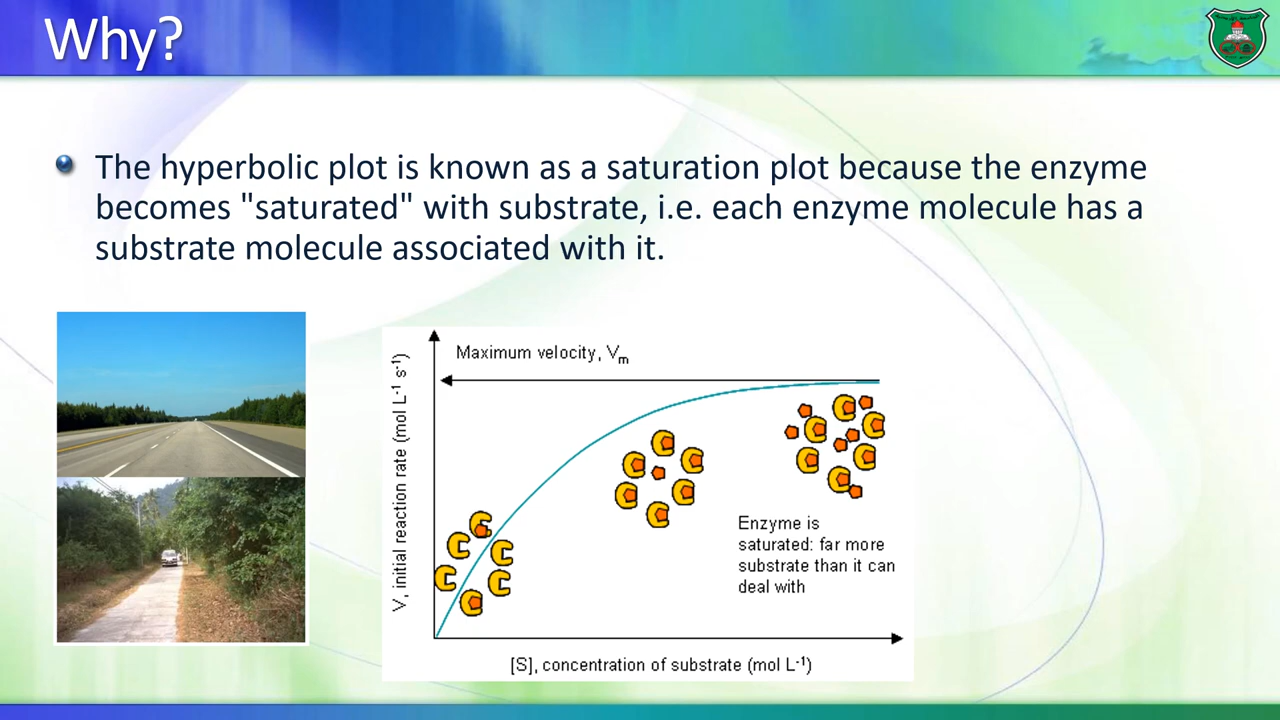 Why?
The hyperbolic plot is known as a saturation plot because the enzyme
becomes "saturated" with substrate, i.e. each enzyme molecule has a
substrate molecule associated with it.
Maximum velocity, Vm
V, initial reaction rate (mol L-1 s-1)
Enzyme is
saturated: far more
substrate than it can
deal with
[S], concentration of substrate (mol L-1)